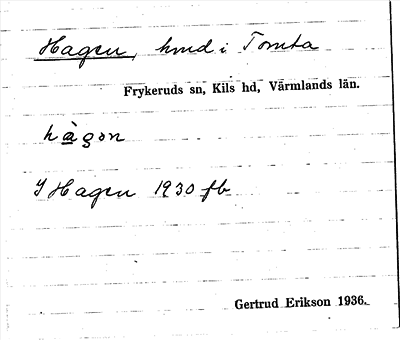 Hagen, hmd. i Tomta
Frykeruds sn, Kils hd, Värmlands län.
hàgən
I Hagen 1930 fb
Gertrud Erikson 1936.